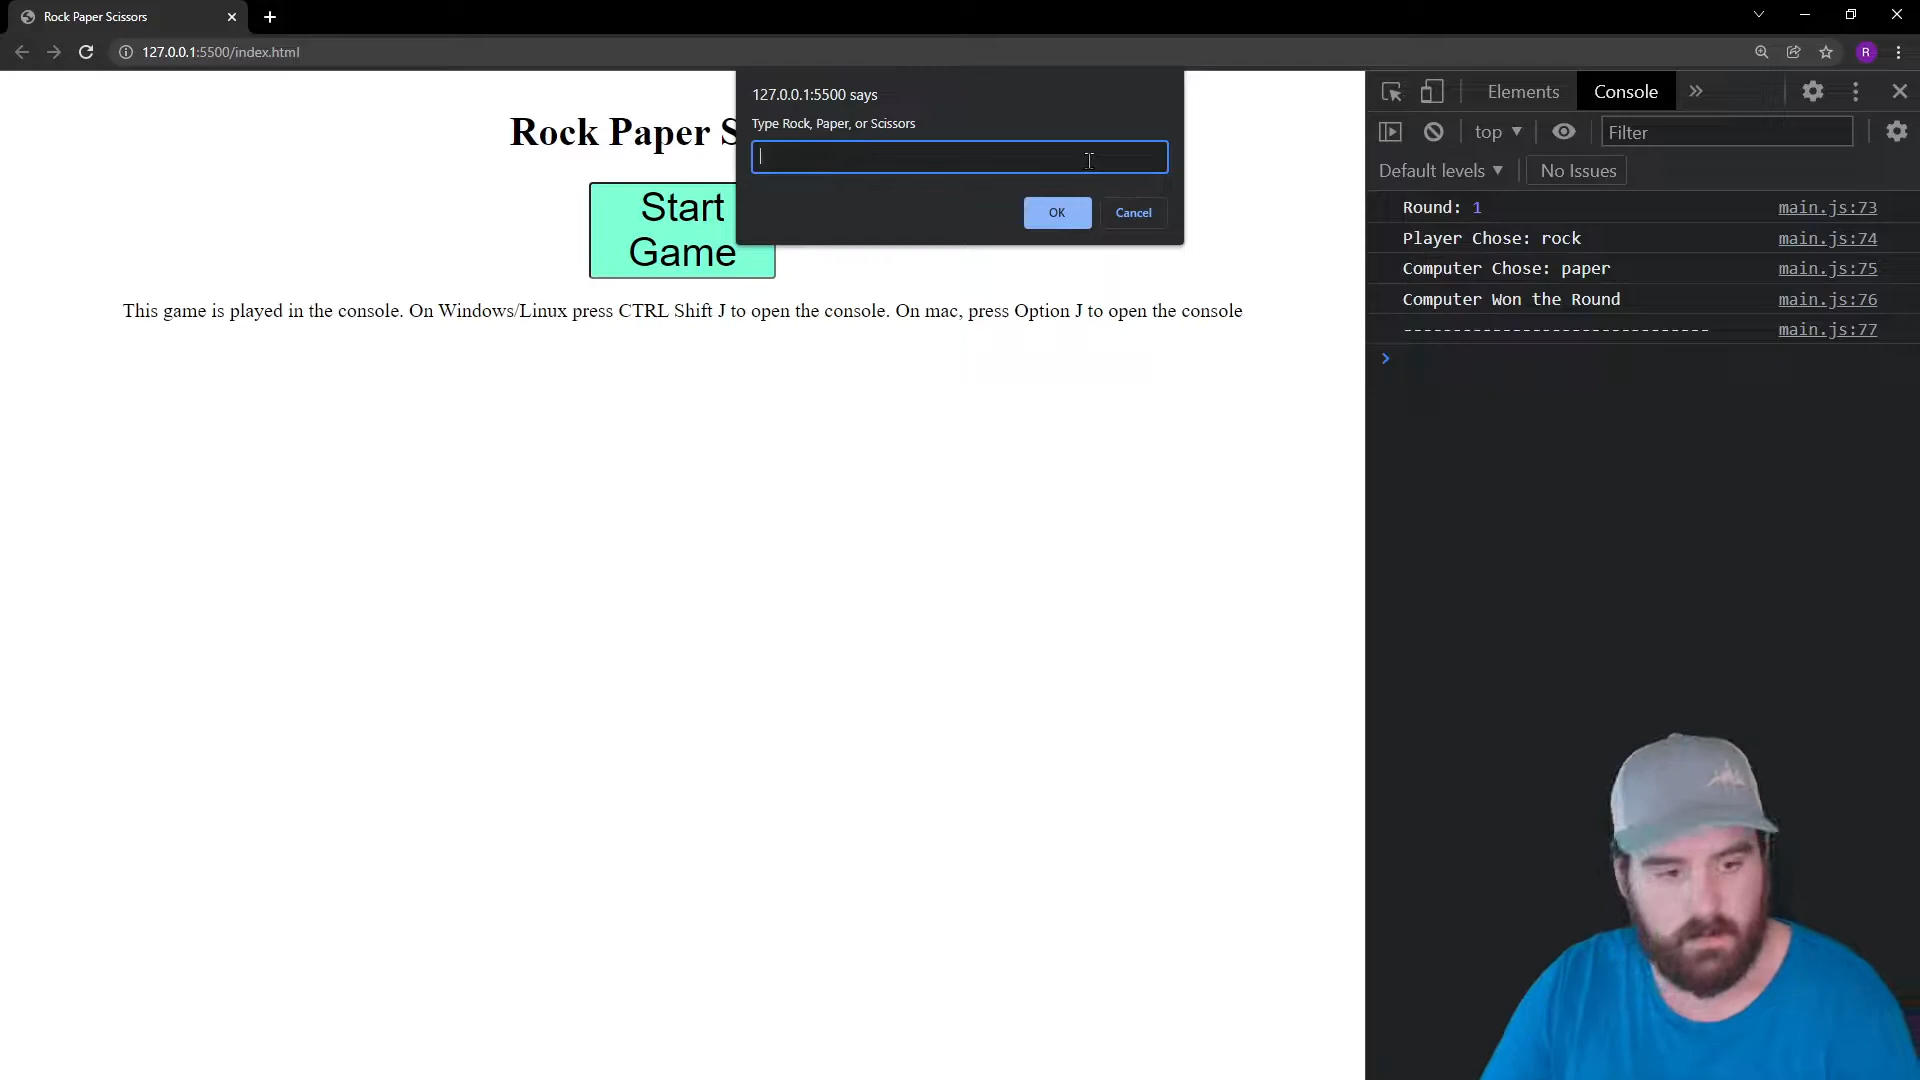 Rock Paper Scissors
127.0.0.1:5500/index.html
R
127.0.0.1:5500 says
Type Rock, Paper, or Scissors
OK
Cancel
Rock Paper S
Start
Game
This game is played in the console. On Windows/Linux press CTRL Shift J to open the console. On mac, press Option J to open the console
Elements
Console
top
Filter
Default levels
No Issues
Round: 1 main.js:73
Player Chose: rock main.js:74
Computer Chose: paper main.js:75
Computer Won the Round main.js:76
------------------------------- main.js:77